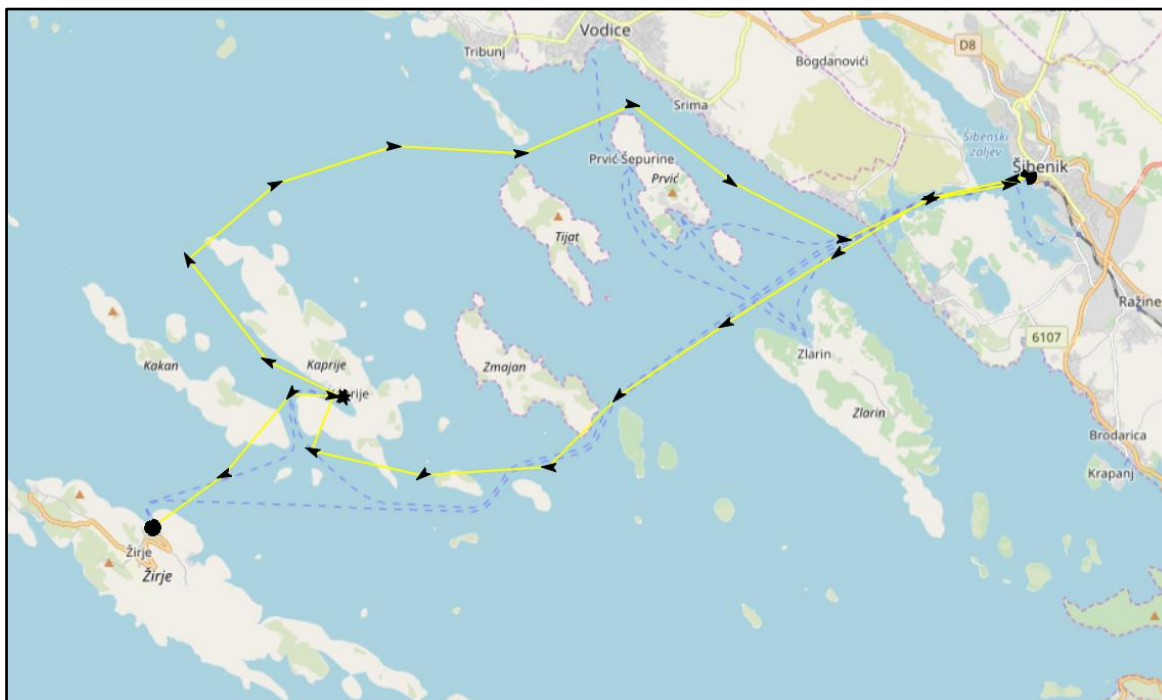 Vodice
Tribunj
D8
Bogdanovići
Srima
Šibenski
zaljev
Šibenik
Prvić Šepurine
Prvić
Tijat
Ražine
6107
Kakan
Kaprije
Zmajan
Zlarin
Zlarin
Brodarica
Krapanj
Žirje
Žirje